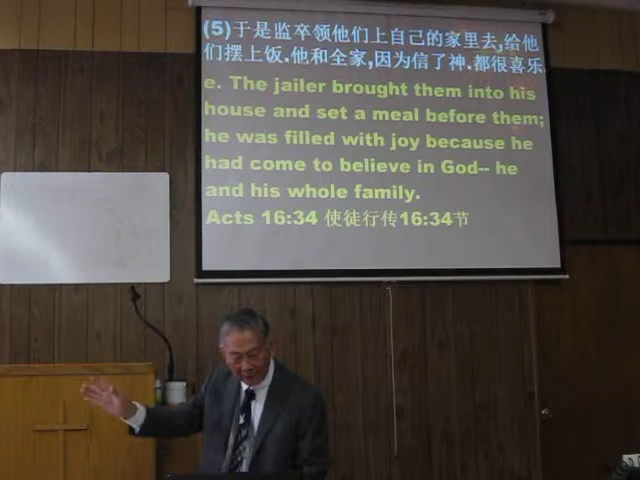 (5)于是监卒领他们上自己的家里去,给他
们摆上饭.他和全家,因为信了神.都很喜乐
e. The jailer brought them into his
house and set a meal before them;
he was filled with joy because he
had come to believe in God-- he
and his whole family.
Acts 16:34 使徒行传16:34节